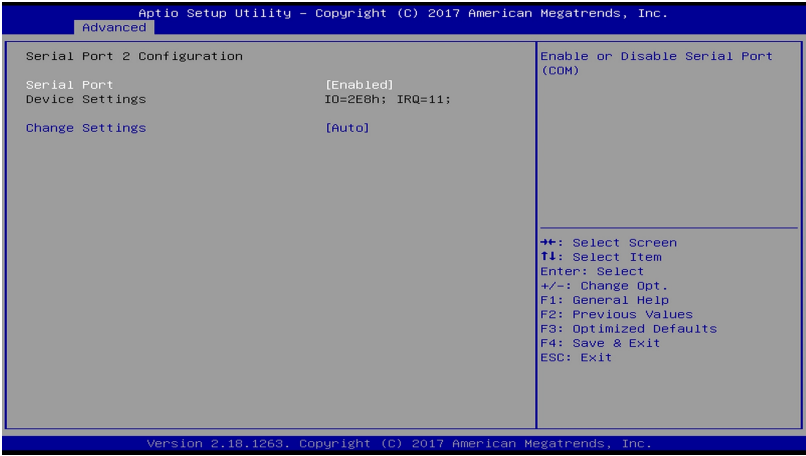 Aptio Setup Utility – Copyright (C) 2017 American Megatrends, Inc.
Advanced
Serial Port 2 Configuration
Serial Port [Enabled]
Device Settings IO=2E8h; IRQ=11;
Change Settings [Auto]
Enable or Disable Serial Port
(COM)
→←: Select Screen
↑↓: Select Item
Enter: Select
+/-: Change Opt.
F1: General Help
F2: Previous Values
F3: Optimized Defaults
F4: Save & Exit
ESC: Exit
Version 2.18.1263. Copyright (C) 2017 American Megatrends, Inc.